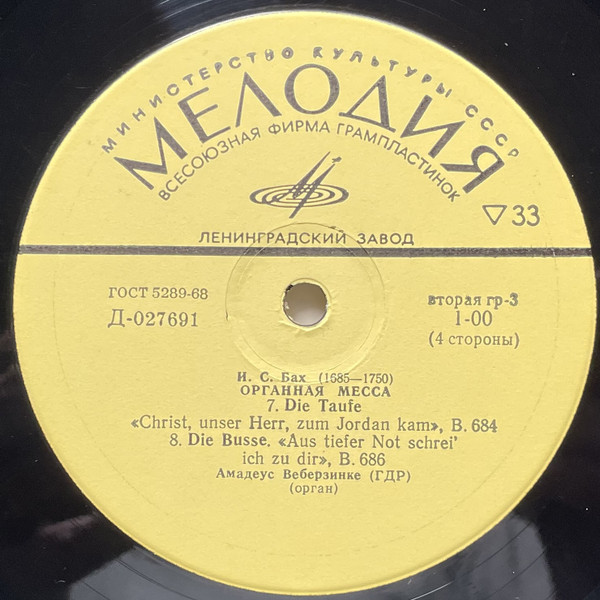 МИНИСТЕРСТВО КУЛЬТУРЫ СССР
МЕЛОДИЯ
ВСЕСОЮЗНАЯ ФИРМА ГРАМПЛАСТИНОК
▽33
ЛЕНИНГРАДСКИЙ ЗАВОД
ГОСТ 5289-68
Д-027691
вторая гр-3
1-00
(4 стороны)
И. С. Бах (1685—1750)
ОРГАННАЯ МЕССА
7. Die Taufe
«Christ, unser Herr, zum Jordan kam», В. 684
8. Die Busse. «Aus tiefer Not schrei'
ich zu dir», В. 686
Амадеус Веберзинке (ГДР)
(орган)